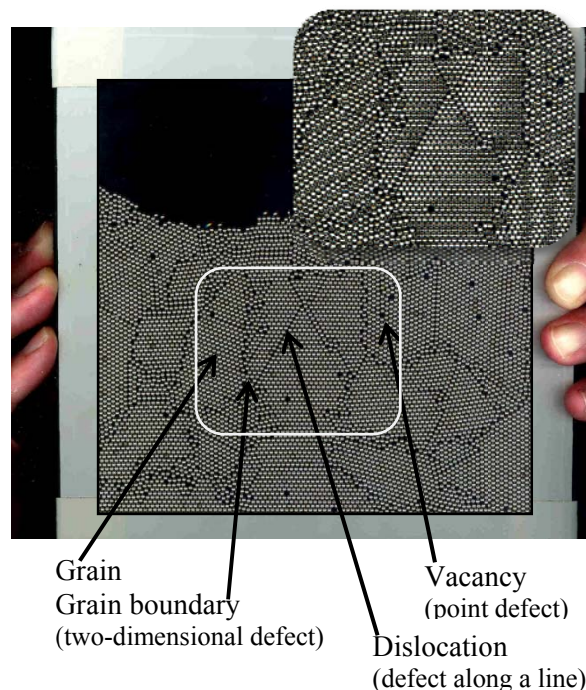 Grain
Grain boundary
(two-dimensional defect)
Vacancy
(point defect)
Dislocation
(defect along a line)